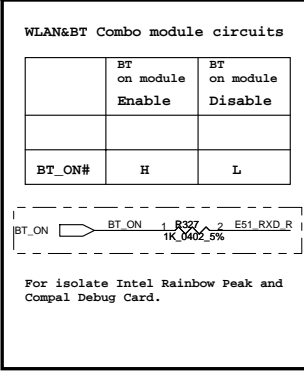 WLAN&BT Combo module circuits
BT on module Enable
BT on module Disable
BT_ON# H L
BT_ON BT_ON 1 R327 2 E51_RXD_R
1K_0402_5%
For isolate Intel Rainbow Peak and
Compal Debug Card.